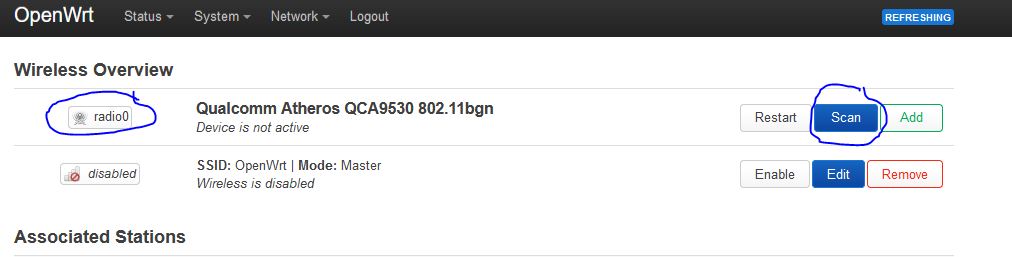 OpenWrt Status System Network Logout REFRESHING
Wireless Overview
radio0 Qualcomm Atheros QCA9530 802.11bgn Restart Scan Add
Device is not active
disabled SSID: OpenWrt | Mode: Master Enable Edit Remove
Wireless is disabled
Associated Stations